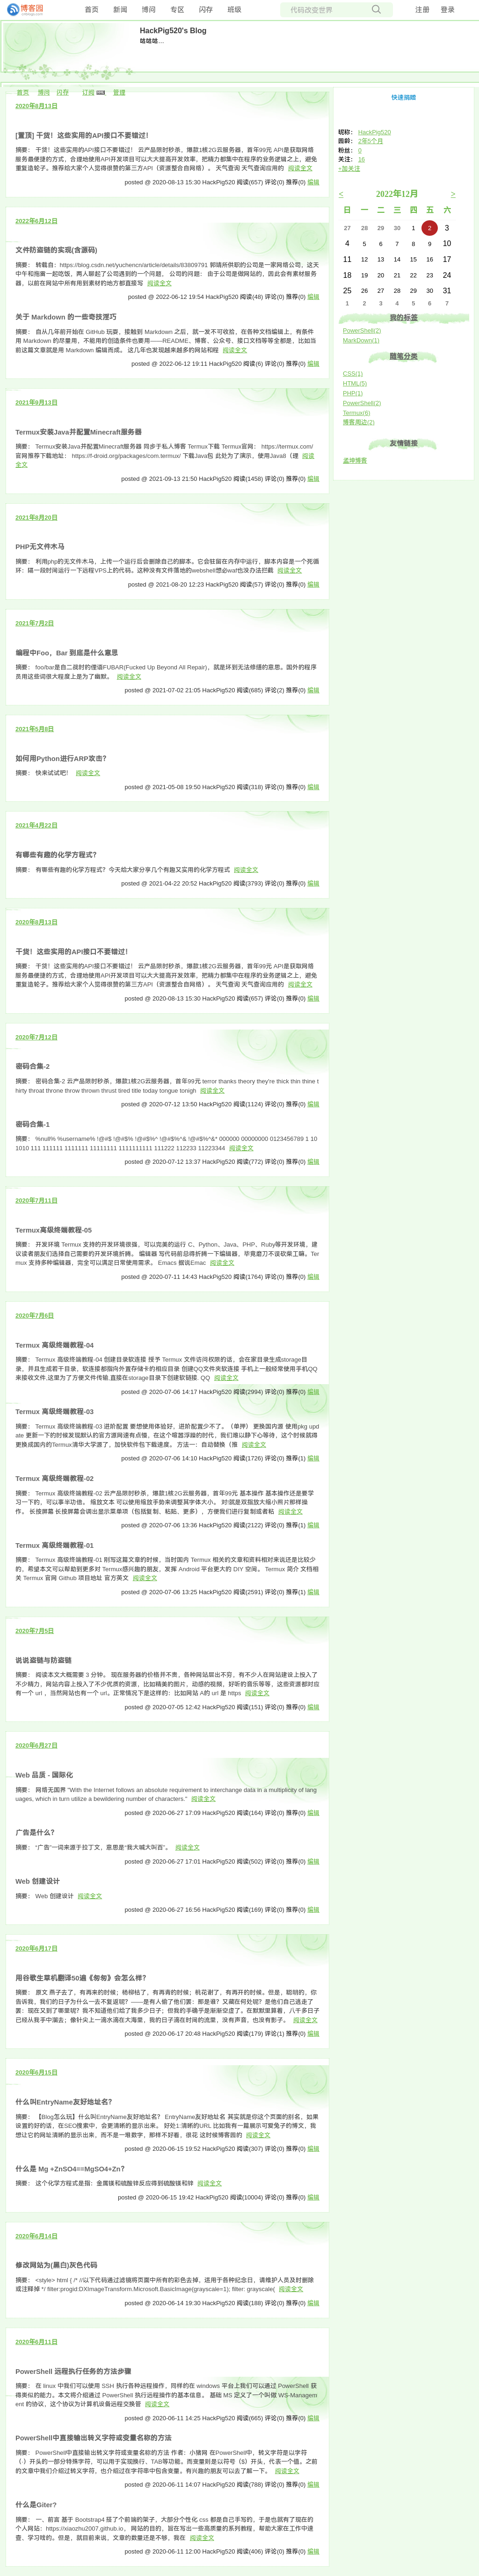 博客园
首页 新闻 博问 专区 闪存 班级
代码改变世界
注册 登录
HackPig520's Blog
咕咕咕....
首页 博问 闪存 订阅 管理
2020年8月13日
[置顶] 干货！这些实用的API接口不要错过！
摘要： 干货！这些实用的API接口不要错过！ 云产品限时秒杀，爆款1核2G云服务器，首年99元 API是获取网络
服务器便捷的方式，合理地使用API开发项目可以大大提高开发效率，把精力都集中在程序的业务逻辑之上，避免
重复造轮子。推荐给大家个人觉得很赞的第三方API（资源整合自网络）。 天气查询 天气查询应用的 阅读全文
posted @ 2020-08-13 15:30 HackPig520 阅读(657) 评论(0) 推荐(0) 编辑
2022年6月12日
文件防盗链的实现(含源码)
摘要： 转载自：https://blog.csdn.net/yuchencn/article/details/83809791 郭靖所供职的公司是一家网络服务公司，这天
中午和拖雷一起吃饭，两人聊起了公司遇到的一个问题。 公司的问题： 由于公司是做网站的，因此会有素材服务
器，以前在网站中所有用到素材的地方都直接写 阅读全文
posted @ 2022-06-12 19:54 HackPig520 阅读(48) 评论(0) 推荐(0) 编辑
关于 Markdown 的一些奇技淫巧
摘要： 自从几年前开始在 GitHub 玩耍，接触到 Markdown 之后，就一发不可收拾，在各种文档编辑上，有条件
用 Markdown 的尽量用，不能用的创造条件也要用——README、博客、公众号、接口文档等等全都是，比如当
前这篇文章就是用 Markdown 编辑而成。 这几年也发现越来越多的网站和程 阅读全文
posted @ 2022-06-12 19:11 HackPig520 阅读(6) 评论(0) 推荐(0) 编辑
2021年9月13日
Termux安装Java并配置Minecraft服务器
摘要： Termux安装Java并配置Minecraft服务器 同步于私人博客 Termux下载 Termux官网： https://termux.com/
官网推荐下载地址： https://f-droid.org/packages/com.termux/ 下载Java包 此处为了演示，使用Java8（理 阅读
全文
posted @ 2021-09-13 21:50 HackPig520 阅读(1458) 评论(0) 推荐(0) 编辑
2021年8月20日
PHP无文件木马
摘要： 利用php的无文件木马，上传一个运行后会删除自己的脚本。它会驻留在内存中运行，脚本内容是一个死循
环：搞一段时间运行一下远程VPS上的代码。这种没有文件落地的webshell想必waf也没办法拦截 阅读全文
posted @ 2021-08-20 12:23 HackPig520 阅读(57) 评论(0) 推荐(0) 编辑
2021年7月2日
编程中Foo，Bar 到底是什么意思
摘要： foo/bar是自二战时的俚语FUBAR(Fucked Up Beyond All Repair)，就是坏到无法修缮的意思。国外的程序
员用这些词很大程度上是为了幽默。 阅读全文
posted @ 2021-07-02 21:05 HackPig520 阅读(685) 评论(2) 推荐(0) 编辑
2021年5月8日
如何用Python进行ARP攻击？
摘要： 快来试试吧！ 阅读全文
posted @ 2021-05-08 19:50 HackPig520 阅读(318) 评论(0) 推荐(0) 编辑
2021年4月22日
有哪些有趣的化学方程式？
摘要： 有哪些有趣的化学方程式？今天给大家分享几个有趣又实用的化学方程式 阅读全文
posted @ 2021-04-22 20:52 HackPig520 阅读(3793) 评论(0) 推荐(0) 编辑
2020年8月13日
干货！这些实用的API接口不要错过！
摘要： 干货！这些实用的API接口不要错过！ 云产品限时秒杀，爆款1核2G云服务器，首年99元 API是获取网络
服务器便捷的方式，合理地使用API开发项目可以大大提高开发效率，把精力都集中在程序的业务逻辑之上，避免
重复造轮子。推荐给大家个人觉得很赞的第三方API（资源整合自网络）。 天气查询 天气查询应用的 阅读全文
posted @ 2020-08-13 15:30 HackPig520 阅读(657) 评论(0) 推荐(0) 编辑
2020年7月12日
密码合集-2
摘要： 密码合集-2 云产品限时秒杀，爆款1核2G云服务器，首年99元 terror thanks theory they're thick thin thine t
hirty throat throne throw thrown thrust tired title today tongue tonigh 阅读全文
posted @ 2020-07-12 13:50 HackPig520 阅读(1124) 评论(0) 推荐(0) 编辑
密码合集-1
摘要： %null% %username% !@#$ !@#$% !@#$%^ !@#$%^& !@#$%^&* 000000 00000000 0123456789 1 10
1010 111 111111 1111111 11111111 1111111111 111222 112233 11223344 阅读全文
posted @ 2020-07-12 13:37 HackPig520 阅读(772) 评论(0) 推荐(0) 编辑
2020年7月11日
Termux高级终端教程-05
摘要： 开发环境 Termux 支持的开发环境很强，可以完美的运行 C、Python、Java、PHP、Ruby等开发环境，建
议读者朋友们选择自己需要的开发环境折腾。 编辑器 写代码前总得折腾一下编辑器，毕竟磨刀不误砍柴工嘛。Ter
mux 支持多种编辑器，完全可以满足日常使用需求。 Emacs 据说Emac 阅读全文
posted @ 2020-07-11 14:43 HackPig520 阅读(1764) 评论(0) 推荐(0) 编辑
2020年7月6日
Termux 高级终端教程-04
摘要： Termux 高级终端教程-04 创建目录软连接 授予 Termux 文件访问权限的话，会在家目录生成storage目
录，并且生成若干目录，软连接都指向外置存储卡的相应目录 创建QQ文件夹软连接 手机上一般经常使用手机QQ
来接收文件,这里为了方便文件传输,直接在storage目录下创建软链接. QQ 阅读全文
posted @ 2020-07-06 14:17 HackPig520 阅读(2994) 评论(0) 推荐(0) 编辑
Termux 高级终端教程-03
摘要： Termux 高级终端教程-03 进阶配置 要想使用体验好，进阶配置少不了。（单押） 更换国内源 使用pkg upd
ate 更新一下的时候发现默认的官方源网速有点慢，在这个喧嚣浮躁的时代，我们难以静下心等待，这个时候就得
更换成国内的Termux清华大学源了，加快软件包下载速度。 方法一：自动替换（推 阅读全文
posted @ 2020-07-06 14:10 HackPig520 阅读(1726) 评论(0) 推荐(1) 编辑
Termux 高级终端教程-02
摘要： Termux 高级终端教程-02 云产品限时秒杀，爆款1核2G云服务器，首年99元 基本操作 基本操作还是要学
习一下的，可以事半功倍。 缩放文本 可以使用缩放手势来调整其字体大小。 对!就是双指放大缩小照片那样操
作。 长按屏幕 长按屏幕会调出显示菜单项（包括复制、粘贴、更多），方便我们进行复制或者粘 阅读全文
posted @ 2020-07-06 13:36 HackPig520 阅读(2122) 评论(0) 推荐(1) 编辑
Termux 高级终端教程-01
摘要： Termux 高级终端教程-01 刚写这篇文章的时候，当时国内 Termux 相关的文章和资料相对来说还是比较少
的，希望本文可以帮助到更多对 Termux感兴趣的朋友，发挥 Android 平台更大的 DIY 空间。 Termux 简介 文档相
关 Termux 官网 Github 项目地址 官方英文 阅读全文
posted @ 2020-07-06 13:25 HackPig520 阅读(2591) 评论(0) 推荐(1) 编辑
2020年7月5日
说说盗链与防盗链
摘要： 阅读本文大概需要 3 分钟。 现在服务器的价格并不贵，各种网站层出不穷，有不少人在网站建设上投入了
不少精力，网站内容上投入了不少优质的资源，比如精美的图片，动感的视频，好听的音乐等等，这些资源都对应
有一个 url ，当然网站也有一个 url。正常情况下是这样的：比如网站 A的 url 是 https 阅读全文
posted @ 2020-07-05 12:42 HackPig520 阅读(151) 评论(0) 推荐(0) 编辑
2020年6月27日
Web 品质 - 国际化
摘要： 网络无国界 "With the Internet follows an absolute requirement to interchange data in a multiplicity of lang
uages, which in turn utilize a bewildering number of characters." 阅读全文
posted @ 2020-06-27 17:09 HackPig520 阅读(164) 评论(0) 推荐(0) 编辑
广告是什么？
摘要： “广告”一词来源于拉丁文，意思是“我大喊大叫百”。 阅读全文
posted @ 2020-06-27 17:01 HackPig520 阅读(502) 评论(0) 推荐(0) 编辑
Web 创建设计
摘要： Web 创建设计 阅读全文
posted @ 2020-06-27 16:56 HackPig520 阅读(169) 评论(0) 推荐(0) 编辑
2020年6月17日
用谷歌生草机翻译50遍《匆匆》会怎么样？
摘要： 原文 燕子去了，有再来的时候；杨柳枯了，有再青的时候；桃花谢了，有再开的时候。但是，聪明的，你
告诉我，我们的日子为什么一去不复返呢？——是有人偷了他们罢：那是谁？又藏在何处呢？是他们自己逃走了
罢：现在又到了哪里呢？我不知道他们给了我多少日子；但我的手确乎是渐渐空虚了。在默默里算着，八千多日子
已经从我手中溜去；像针尖上一滴水滴在大海里，我的日子滴在时间的流里，没有声音，也没有影子。 阅读全文
posted @ 2020-06-17 20:48 HackPig520 阅读(179) 评论(1) 推荐(0) 编辑
2020年6月15日
什么叫EntryName友好地址名？
摘要： 【Blog怎么玩】什么叫EntryName友好地址名？ EntryName友好地址名 其实就是你这个页面的别名，如果
设置的好的话，在SEO搜索中，会更清晰的显示出来。 好处1:清晰的URL 比如我有一篇展示可爱兔子的博文，我
想让它的网址清晰的显示出来，而不是一堆数字，那样不好看，很花 这时候博客园的 阅读全文
posted @ 2020-06-15 19:52 HackPig520 阅读(307) 评论(0) 推荐(0) 编辑
什么是 Mg +ZnSO4==MgSO4+Zn？
摘要： 这个化学方程式是指：金属镁和硫酸锌反应得到硫酸镁和锌 阅读全文
posted @ 2020-06-15 19:42 HackPig520 阅读(10004) 评论(0) 推荐(0) 编辑
2020年6月14日
修改网站为(黑白)灰色代码
摘要： <style> html { /* //以下代码通过滤镜将页面中所有的彩色去掉，适用于各种纪念日，请维护人员及时删除
或注释掉 */ filter:progid:DXImageTransform.Microsoft.BasicImage(grayscale=1); filter: grayscale( 阅读全文
posted @ 2020-06-14 19:30 HackPig520 阅读(188) 评论(0) 推荐(0) 编辑
2020年6月11日
PowerShell 远程执行任务的方法步骤
摘要： 在 linux 中我们可以使用 SSH 执行各种远程操作，同样的在 windows 平台上我们可以通过 PowerShell 获
得类似的能力。本文将介绍通过 PowerShell 执行远程操作的基本信息。 基础 MS 定义了一个叫做 WS-Managem
ent 的协议，这个协议为计算机设备远程交换管 阅读全文
posted @ 2020-06-11 14:25 HackPig520 阅读(665) 评论(0) 推荐(0) 编辑
PowerShell中直接输出转义字符或变量名称的方法
摘要： PowerShell中直接输出转义字符或变量名称的方法 作者：小猪网 在PowerShell中，转义字符是以字符
（`）开头的一部分特殊字符，可以用于实现换行、TAB等功能。而变量则是以符号（$）开头，代表一个值。之前的
的文章中我们介绍过转义字符，也介绍过在字符串中包含变量。有兴趣的朋友可以去了解一下。 阅读全文
posted @ 2020-06-11 14:07 HackPig520 阅读(788) 评论(0) 推荐(0) 编辑
什么是Giter?
摘要： 一、前言 基于 Bootstrap4 搭了个前端的架子，大部分个性化 css 都是自己手写的，于是也就有了现在的
个人网站：https://xiaozhu2007.github.io， 网站的目的，旨在写出一些高质量的系列教程，帮助大家在工作中速
查、学习啥的。但是，就目前来说，文章的数量还是不够，我在 阅读全文
posted @ 2020-06-11 12:00 HackPig520 阅读(406) 评论(0) 推荐(0) 编辑
快速捐赠
昵称： HackPig520
园龄： 2年5个月
粉丝： 0
关注： 16
+加关注
< 2022年12月 >
日 一 二 三 四 五 六
27 28 29 30 1 2 3
4 5 6 7 8 9 10
11 12 13 14 15 16 17
18 19 20 21 22 23 24
25 26 27 28 29 30 31
1 2 3 4 5 6 7
我的标签
PowerShell(2)
MarkDown(1)
随笔分类
CSS(1)
HTML(5)
PHP(1)
PowerShell(2)
Termux(6)
博客周边(2)
友情链接
孟坤博客